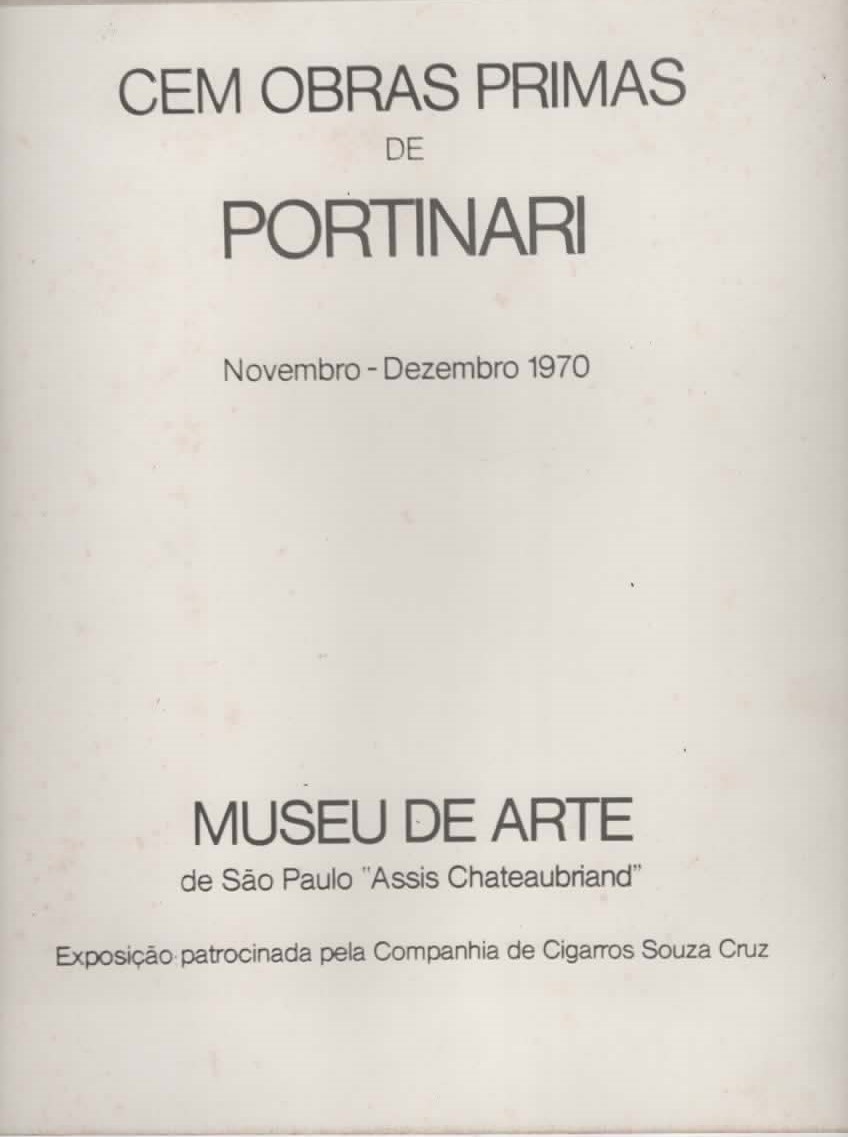 CEM OBRAS PRIMAS
DE
PORTINARI
Novembro - Dezembro 1970
MUSEU DE ARTE
de São Paulo "Assis Chateaubriand"
Exposição patrocinada pela Companhia de Cigarros Souza Cruz